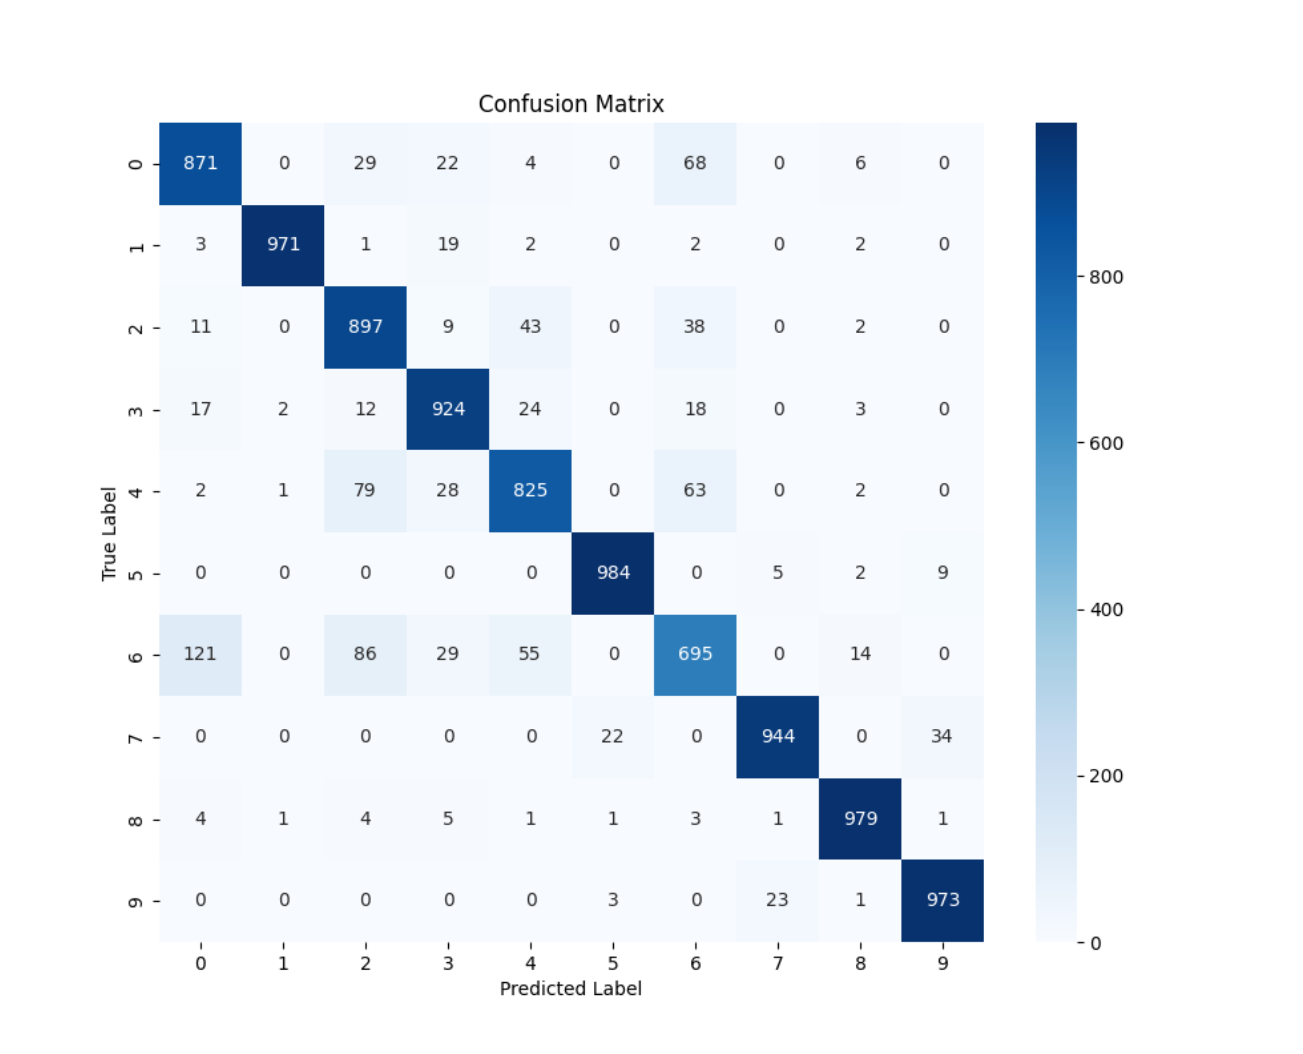 Confusion Matrix
0 871 0 29 22 4 0 68 0 6 0
1 3 971 1 19 2 0 2 0 2 0
2 11 0 897 9 43 0 38 0 2 0
3 17 2 12 924 24 0 18 0 3 0
4 2 1 79 28 825 0 63 0 2 0
5 0 0 0 0 0 984 0 5 2 9
6 121 0 86 29 55 0 695 0 14 0
7 0 0 0 0 0 22 0 944 0 34
8 4 1 4 5 1 1 3 1 979 1
9 0 0 0 0 0 3 0 23 1 973
0 1 2 3 4 5 6 7 8 9
Predicted Label
True Label
800
600
400
200
0